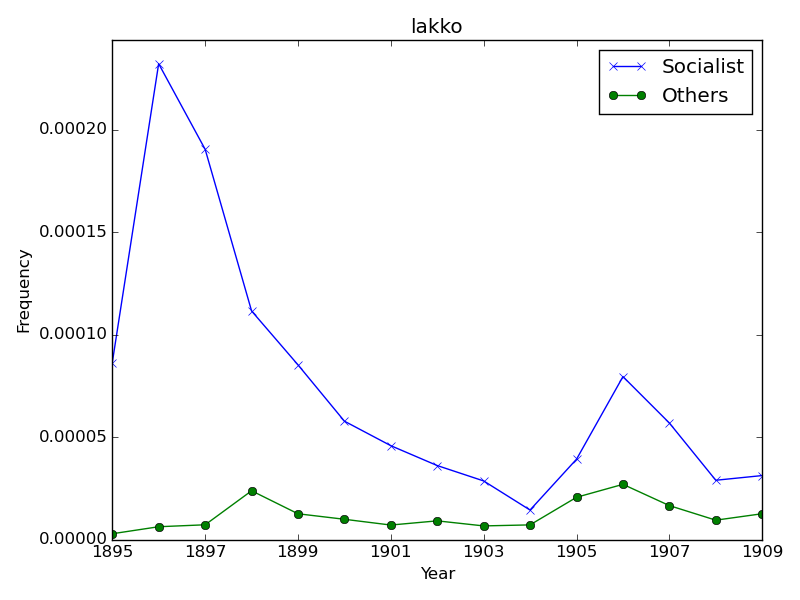 lakko
Socialist
Others
0.00020
0.00015
0.00010
0.00005
0.00000
Frequency
1895 1897 1899 1901 1903 1905 1907 1909
Year